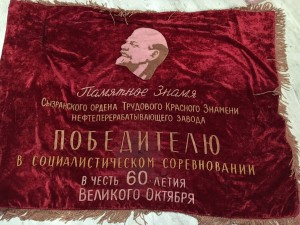 Памятное Знамя
Сызранского ордена Трудового Красного Знамени
нефтеперерабатывающего завода
ПОБЕДИТЕЛЮ
в социалистическом соревновании
в честь 60 летия
Великого Октября